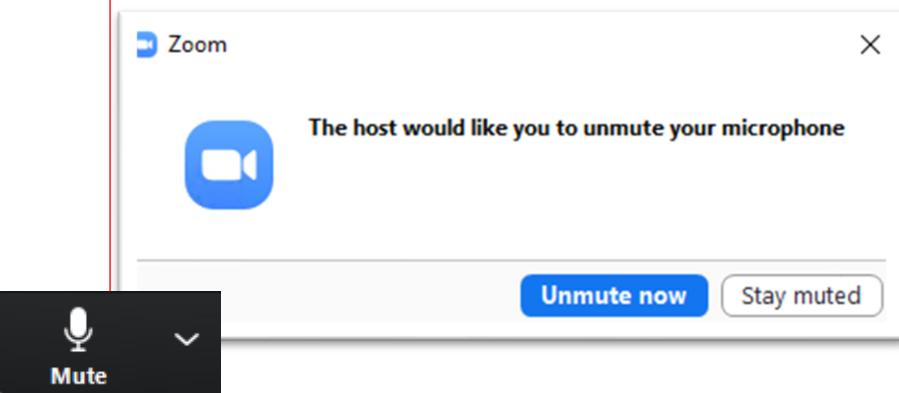 Zoom
The host would like you to unmute your microphone
Unmute now
Stay muted
Mute